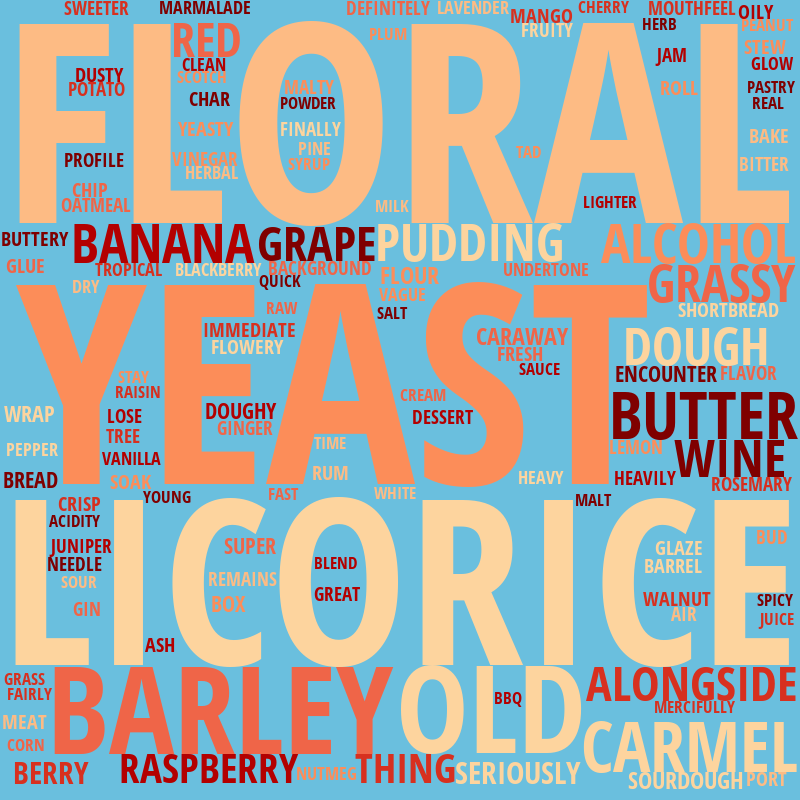 SWEETER MARMALADE DEFINITELY LAVENDER MANGO CHERRY MOUTHFEEL OILY
FLORAL
RED PLUM FRUITY HERB PEANUT
CLEAN JAM STEW
DUSTY SCOTCH GLOW
POTATO MALTY ROLL PASTRY
CHAR POWDER REAL
YEASTY FINALLY BAKE
PINE
PROFILE VINEGAR SYRUP TAD BITTER
HERBAL
CHIP
OATMEAL MILK LIGHTER
BUTTERY BANANA GRAPE PUDDING ALCOHOL
GLUE TROPICAL BLACKBERRY BACKGROUND FLOUR UNDERTONE GRASSY
DRY QUICK VAGUE
YEAST
RAW SALT SHORTBREAD
IMMEDIATE CARAWAY DOUGH
FLOWERY FRESH
STAY SAUCE ENCOUNTER FLAVOR
RAISIN CREAM
WRAP LOSE DOUGHY DESSERT BUTTER
TREE GINGER
PEPPER TIME LEMON
VANILLA WINE
BREAD SOAK RUM HEAVY HEAVILY ROSEMARY
YOUNG FAST WHITE MALT
LICORICE
CRISP
ACIDITY BUD
JUNIPER SUPER GLAZE
NEEDLE BLEND BARREL
SOUR REMAINS
GIN BOX GREAT WALNUT SPICY
AIR JUICE
ASH
GRASS BARLEY OLD ALONGSIDE
FAIRLY BBQ MERCIFULLY
MEAT CARMEL
CORN
BERRY RASPBERRY NUTMEG THING SERIOUSLY SOURDOUGH PORT